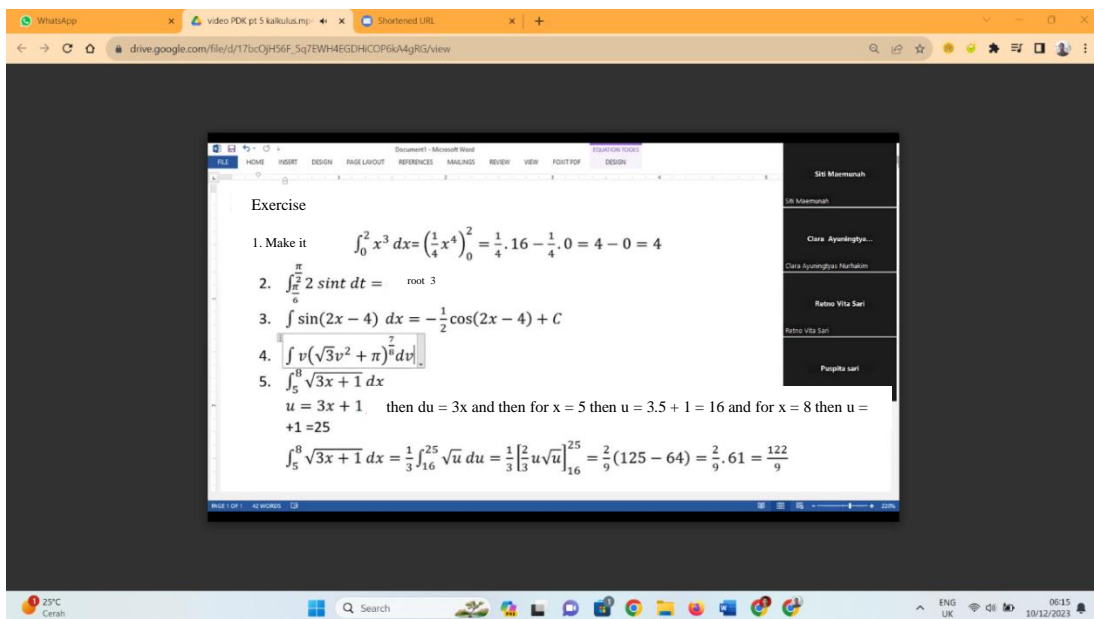 WhatsApp
video PDK pt 5 kalkulus.mp
Shortened URL
drive.google.com/file/d/17bcOjH56F_5q7EWH4EGDHiCOP6kA4gRG/view
Document1 - Microsoft Word
EQUATION TOOLS
FILE HOME INSERT DESIGN PAGE LAYOUT REFERENCES MAILINGS REVIEW VIEW FOXIT PDF DESIGN
Siti Maemunah
Siti Maemunah
Clara Ayuningtya...
Clara Ayuningtyas Nurhakim
Retno Vita Sari
Retno Vita Sari
Puspita sari
Exercise
1. Make it ∫₀² x³ dx= (¼x⁴)₀² = ¼ . 16 − ¼ . 0 = 4 − 0 = 4
2. ∫_{π/6}^{π/2} 2 sint dt = root 3
3. ∫ sin(2x − 4) dx = −½ cos(2x − 4) + C
4. ∫ v(√3v² + π)^{7/8} dv
5. ∫₅⁸ √3x + 1 dx
u = 3x + 1 then du = 3x and then for x = 5 then u = 3.5 + 1 = 16 and for x = 8 then u =
+1 =25
∫₅⁸ √3x + 1 dx = ⅓ ∫₁₆²⁵ √u du = ⅓ [⅔ u√u]₁₆²⁵ = 2/9 (125 − 64) = 2/9 . 61 = 122/9
PAGE 1 OF 1 42 WORDS
220%
1
25°C
Cerah
Search
ENG
UK
06:15
10/12/2023